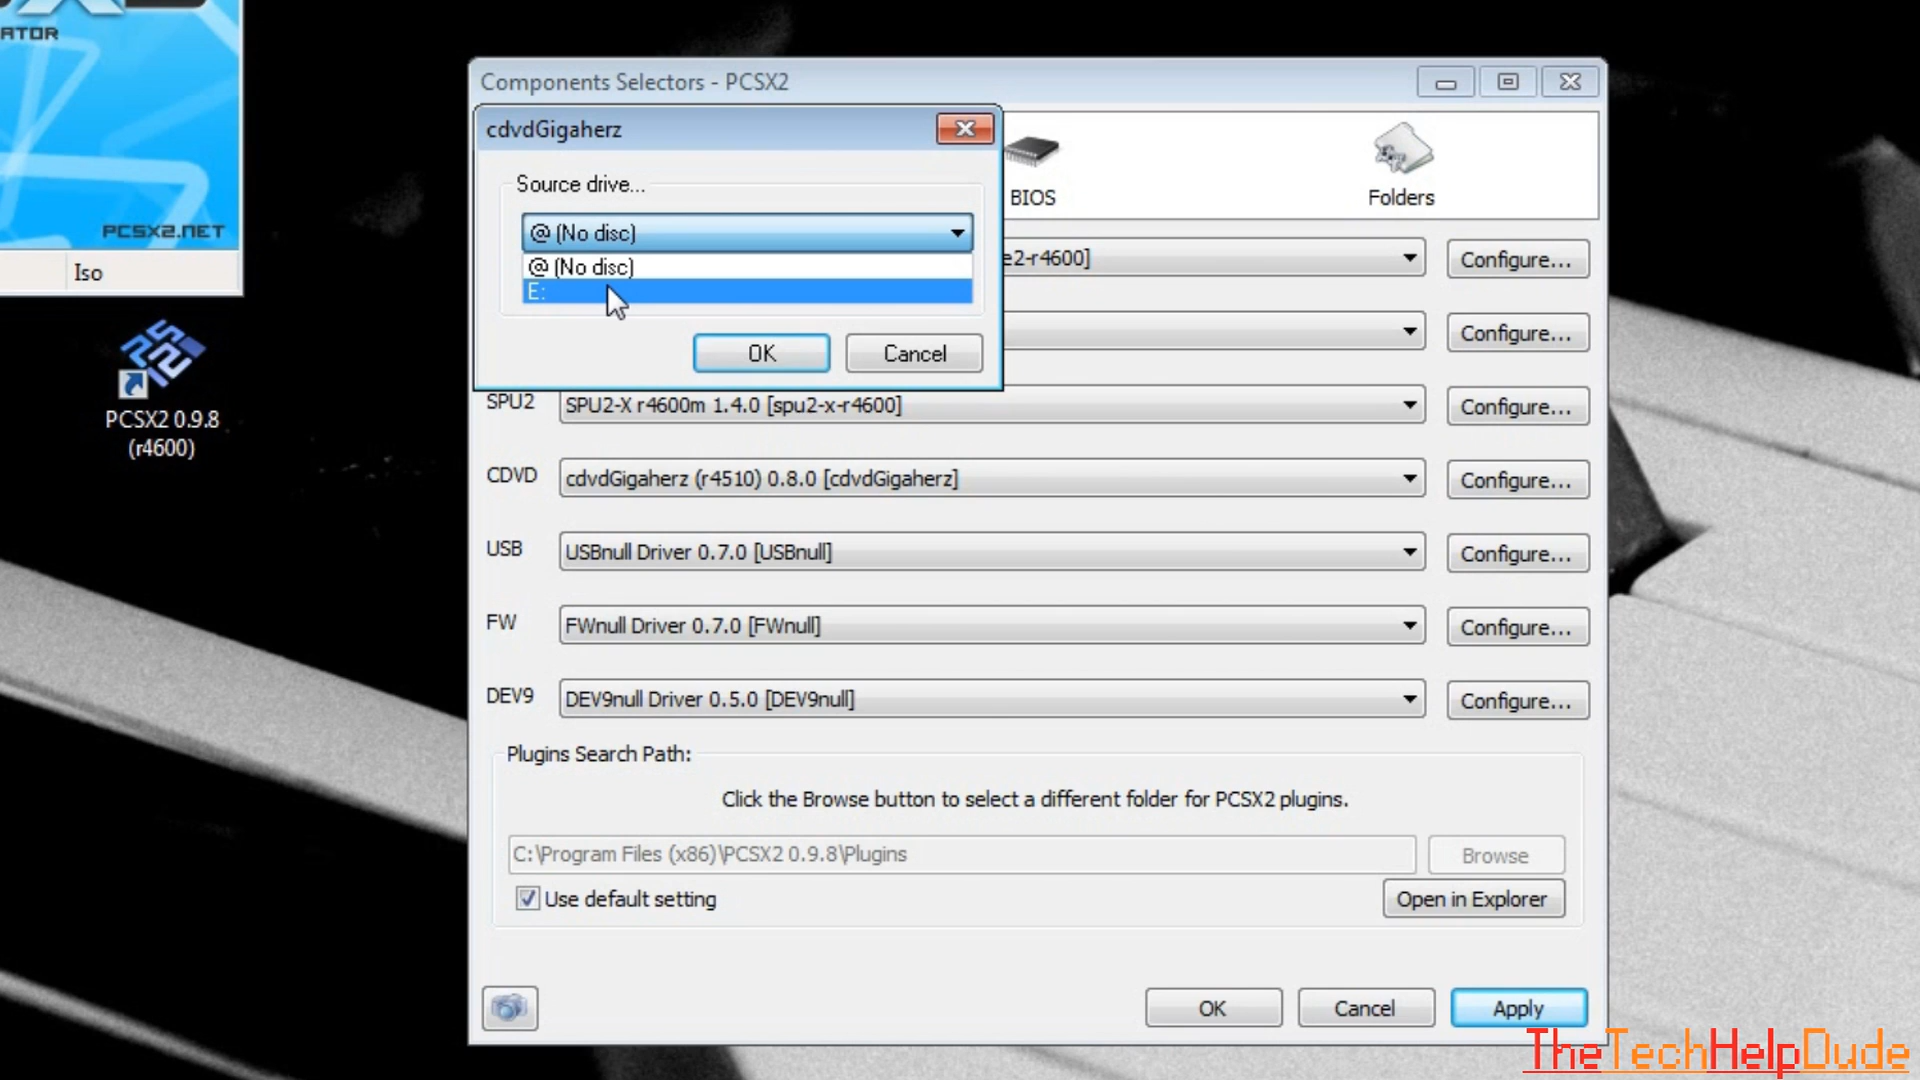 ATOR
PCSX2.NET
Iso
PCSX2 0.9.8
(r4600)
Components Selectors - PCSX2
cdvdGigaherz
Source drive...
@ (No disc)
@ (No disc)
E:
OK
Cancel
BIOS
Folders
e2-r4600]
Configure...
Configure...
SPU2
SPU2-X r4600m 1.4.0 [spu2-x-r4600]
Configure...
CDVD
cdvdGigaherz (r4510) 0.8.0 [cdvdGigaherz]
Configure...
USB
USBnull Driver 0.7.0 [USBnull]
Configure...
FW
FWnull Driver 0.7.0 [FWnull]
Configure...
DEV9
DEV9null Driver 0.5.0 [DEV9null]
Configure...
Plugins Search Path:
Click the Browse button to select a different folder for PCSX2 plugins.
C:\Program Files (x86)\PCSX2 0.9.8\Plugins
Browse
Use default setting
Open in Explorer
OK
Cancel
Apply
TheTechHelpDude